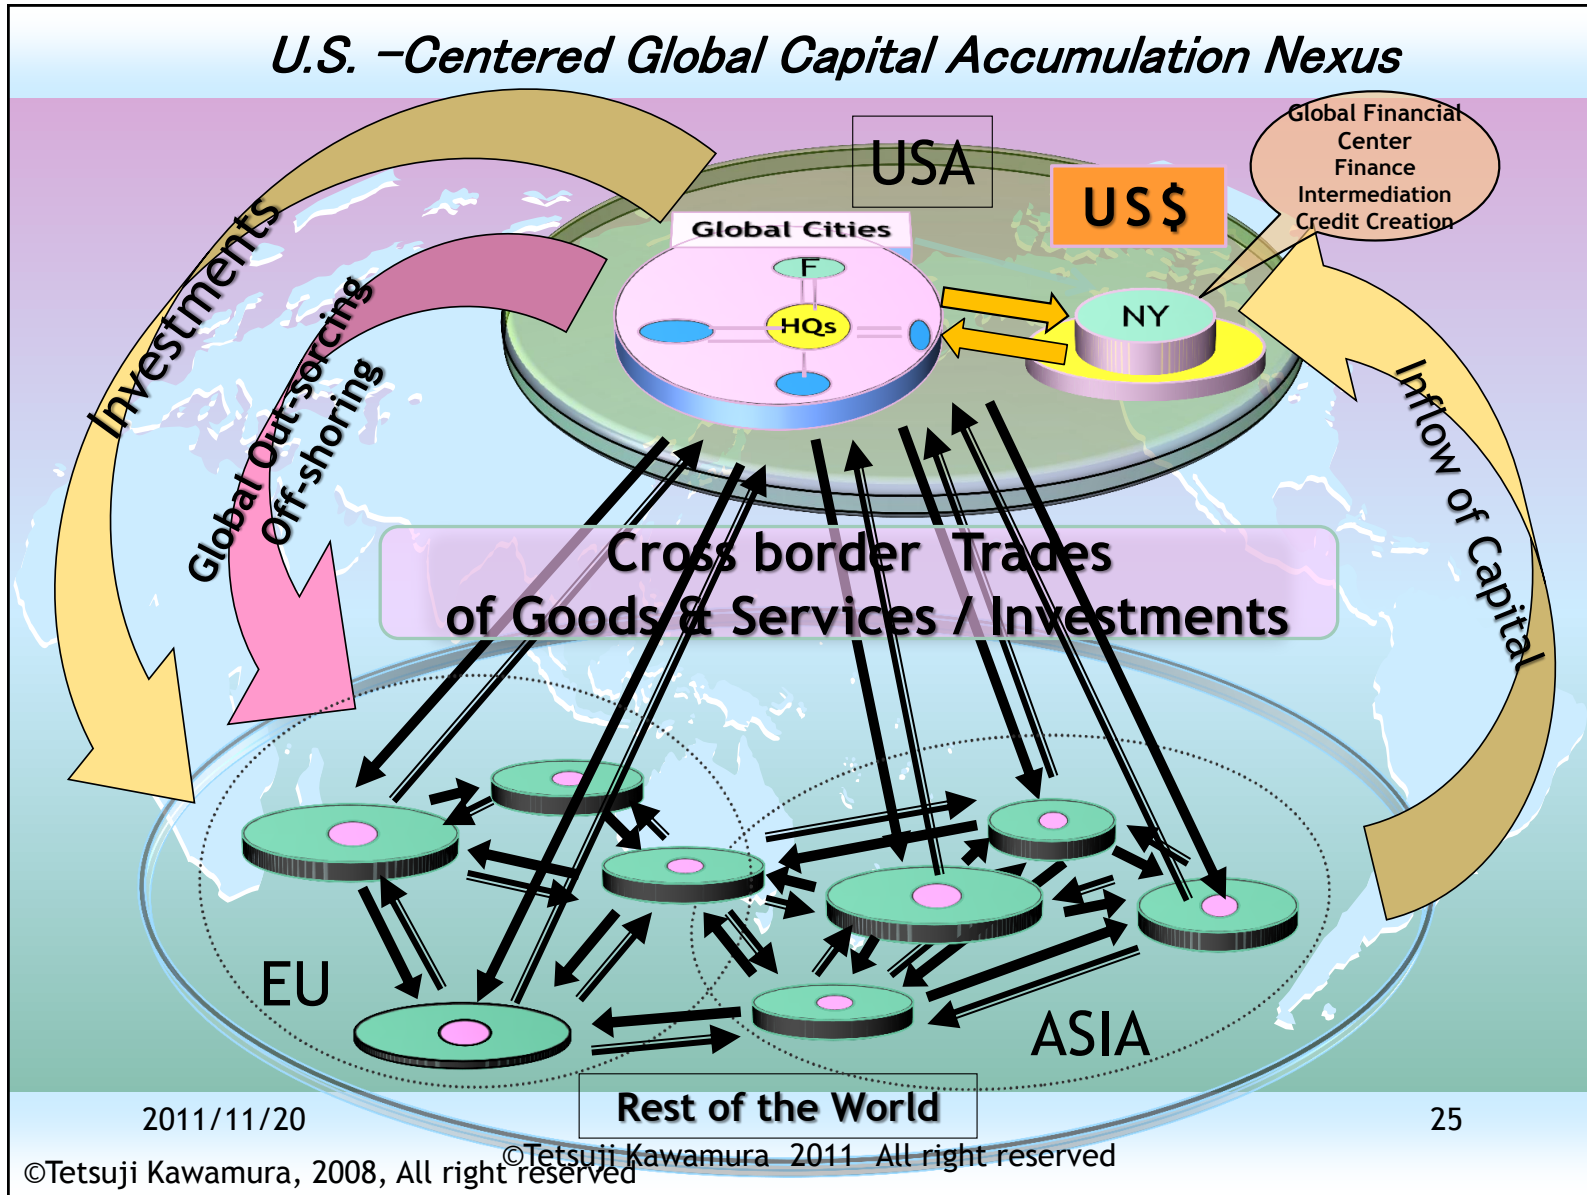 U.S. -Centered Global Capital Accumulation Nexus
Global Financial
Center
Finance
Intermediation
Credit Creation
USA
US$
Global Cities
F
HQs
NY
Investments
Global Out-sorcing
Off-shoring
Inflow of Capital
Cross border Trades
of Goods & Services / Investments
EU
ASIA
Rest of the World
2011/11/20
25
©Tetsuji Kawamura 2011 All right reserved
©Tetsuji Kawamura, 2008, All right reserved